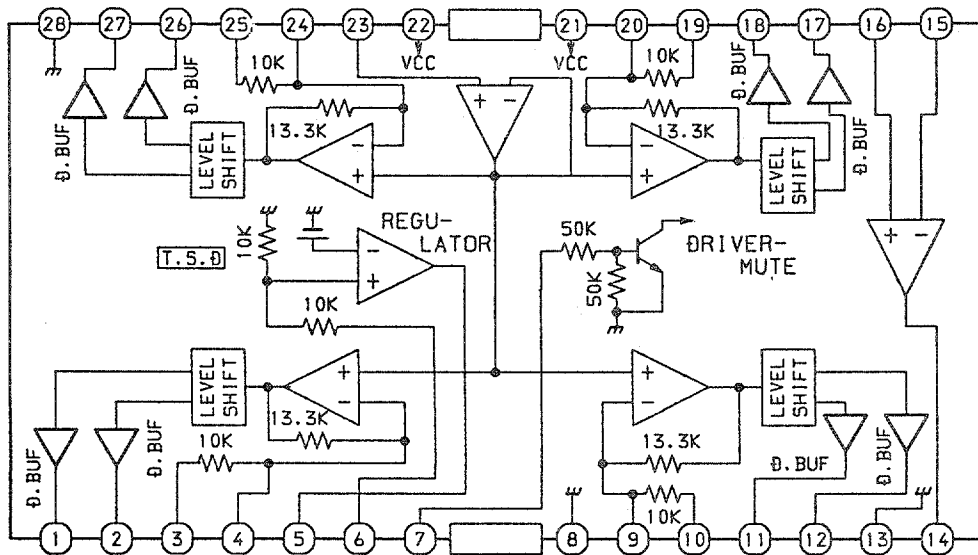 28 27 26 25 24 23 22 21 20 19 18 17 16 15
VCC VCC
10K 10K
D.BUF D.BUF D.BUF D.BUF
+ - + -
13.3K 13.3K
LEVEL SHIFT
- +
- +
LEVEL SHIFT
T.S.D
10K
- +
REGU-
LATOR
50K
50K
DRIVER-
MUTE
10K
LEVEL SHIFT
+ -
+ -
LEVEL SHIFT
13.3K 13.3K
D.BUF D.BUF D.BUF D.BUF
10K 10K
1 2 3 4 5 6 7 8 9 10 11 12 13 14